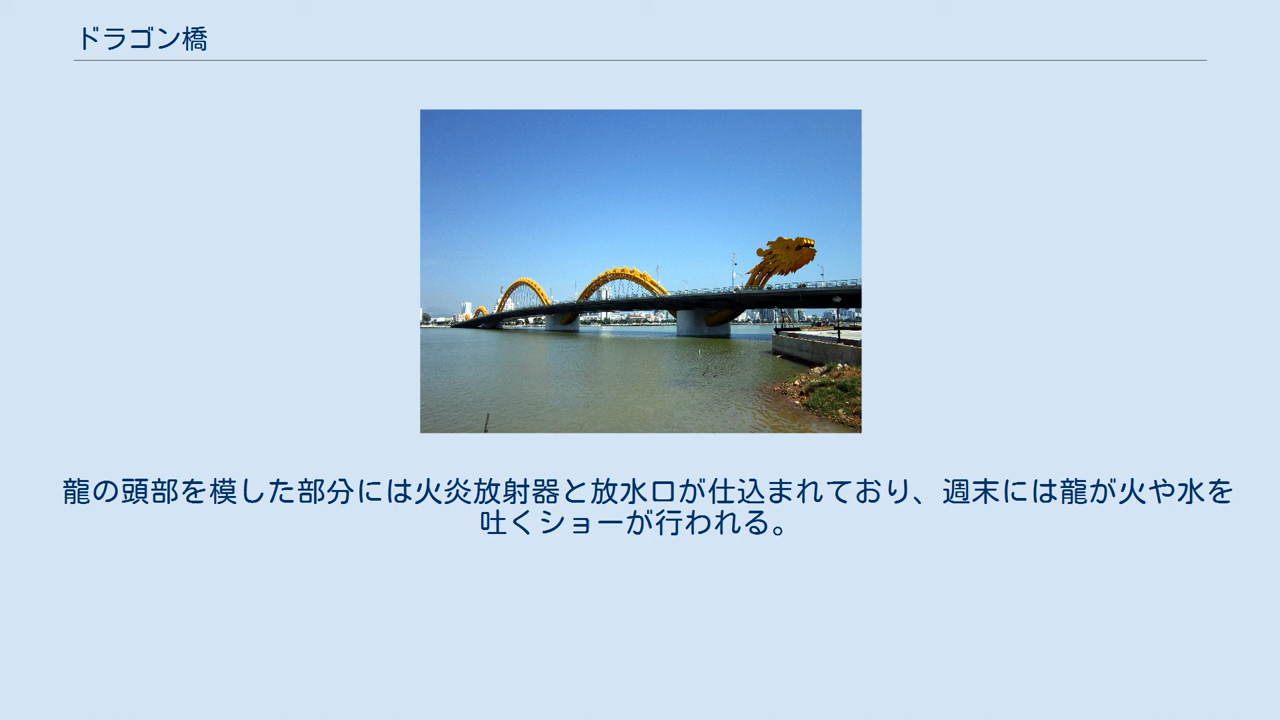 ドラゴン橋
龍の頭部を模した部分には火炎放射器と放水口が仕込まれており、週末には龍が火や水を
吐くショーが行われる。